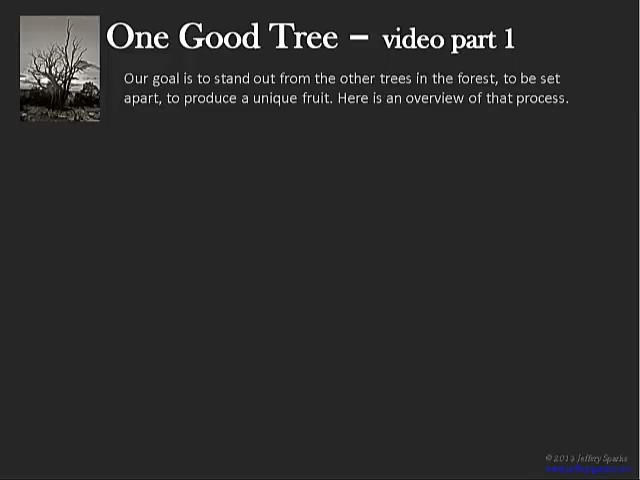 One Good Tree – video part 1
Our goal is to stand out from the other trees in the forest, to be set
apart, to produce a unique fruit. Here is an overview of that process.
© 2013 Jeffery Sparks